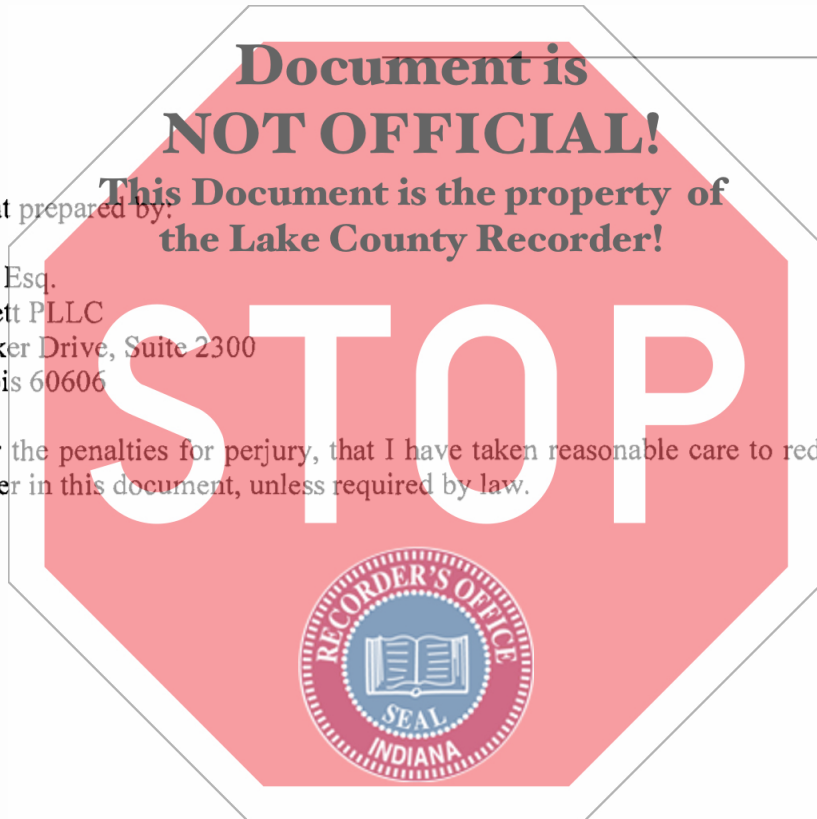 Document is
NOT OFFICIAL!
This Document is the property of
the Lake County Recorder!
t prepared by:
Esq.
ett PLLC
ker Drive, Suite 2300
is 60606
STOP
r the penalties for perjury, that I have taken reasonable care to red
er in this document, unless required by law.
RECORDER'S OFFICE
SEAL
INDIANA